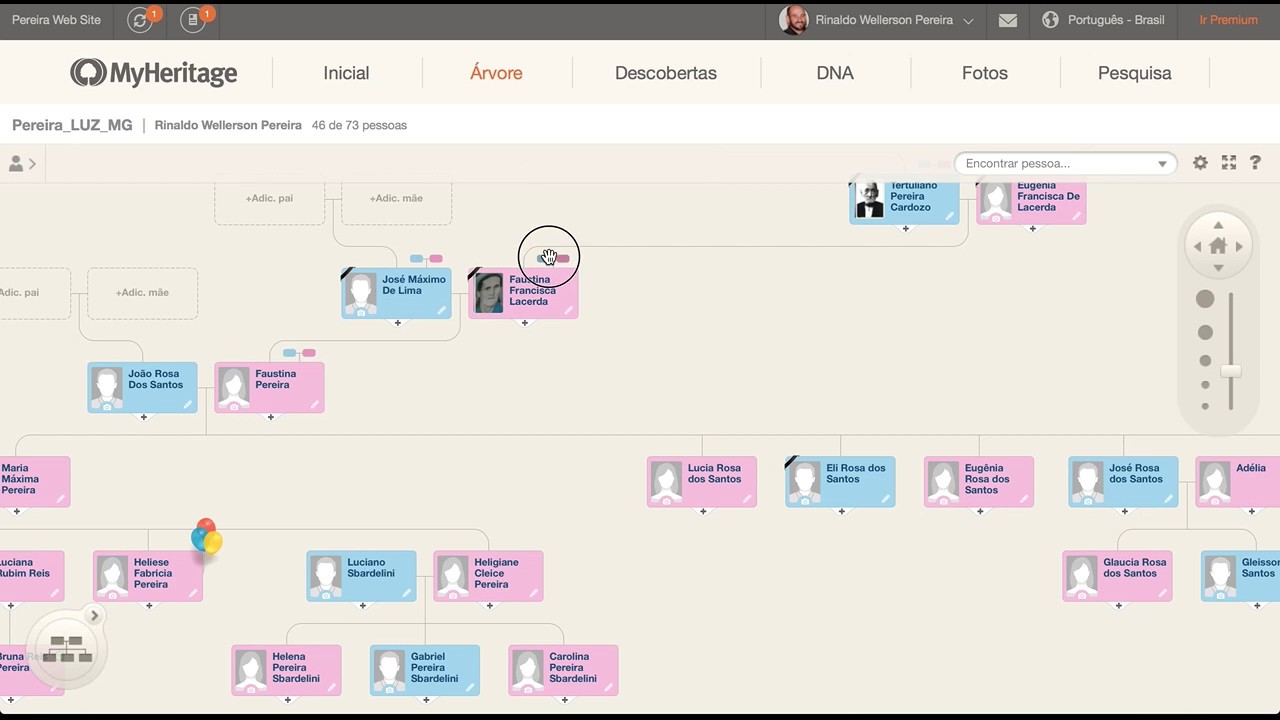 Pereira Web Site
1
1
Rinaldo Wellerson Pereira
Português - Brasil
Ir Premium
MyHeritage
Inicial
Árvore
Descobertas
DNA
Fotos
Pesquisa
Pereira_LUZ_MG | Rinaldo Wellerson Pereira 46 de 73 pessoas
Encontrar pessoa...
?
+Adic. pai
+Adic. mãe
Tertuliano
Pereira
Cardozo
Eugenia
Francisca De
Lacerda
Adic. pai
+Adic. mãe
José Máximo
De Lima
Faustina
Francisca
Lacerda
João Rosa
Dos Santos
Faustina
Pereira
Maria
Máxima
Pereira
Lucia Rosa
dos Santos
Eli Rosa dos
Santos
Eugênia
Rosa dos
Santos
José Rosa
dos Santos
Adélia
Luciana
Rubim Reis
Heliese
Fabricia
Pereira
Luciano
Sbardelini
Heligiane
Cleice
Pereira
Glaucia Rosa
dos Santos
Gleisson
Santos
Bruna Reis
Pereira
Helena
Pereira
Sbardelini
Gabriel
Pereira
Sbardelini
Carolina
Pereira
Sbardelini